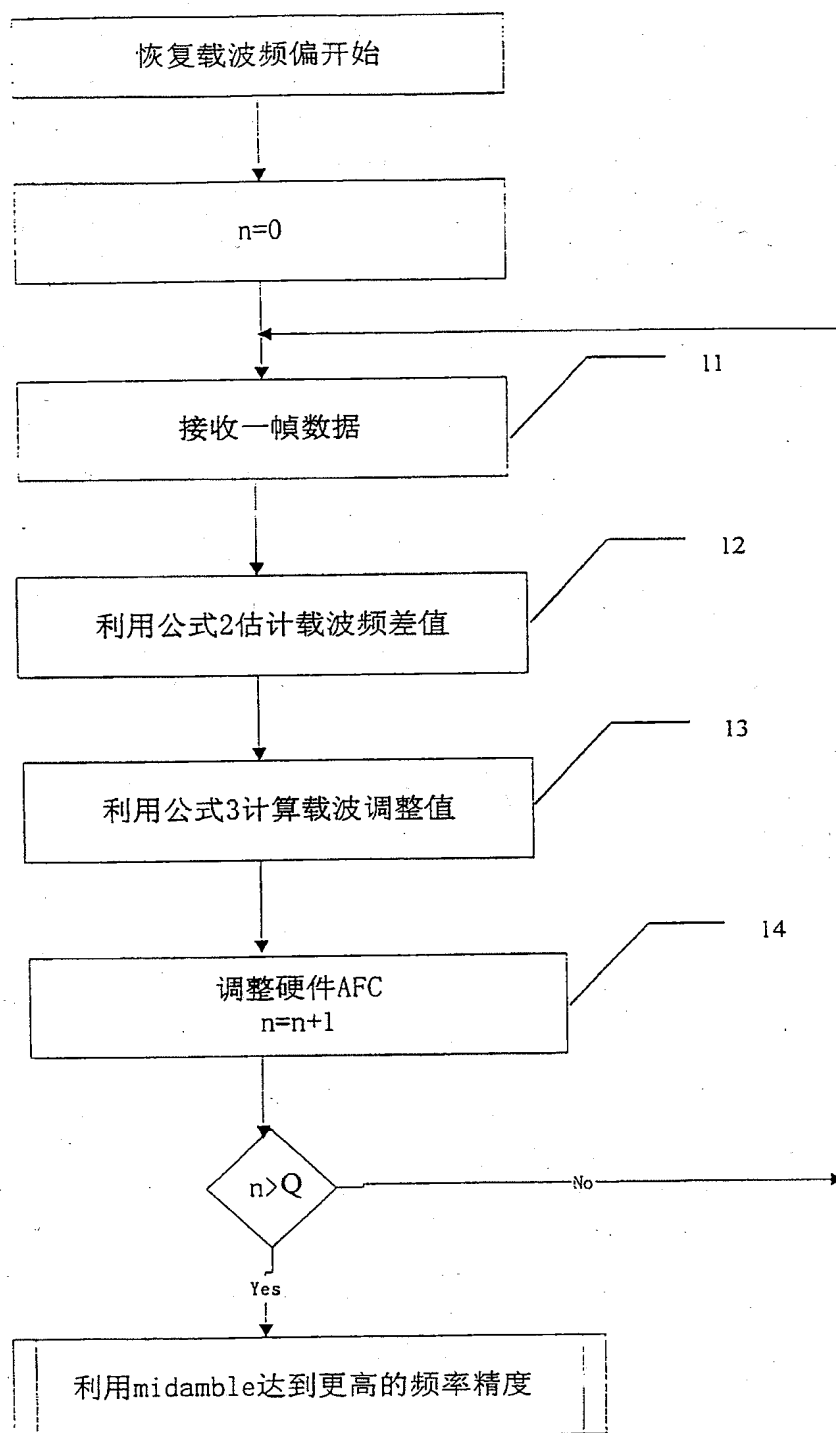 恢复载波频偏开始
n=0
11
接收一帧数据
12
利用公式2估计载波频差值
13
利用公式3计算载波调整值
14
调整硬件AFC
n=n+1
n>Q
No
Yes
利用midamble达到更高的频率精度